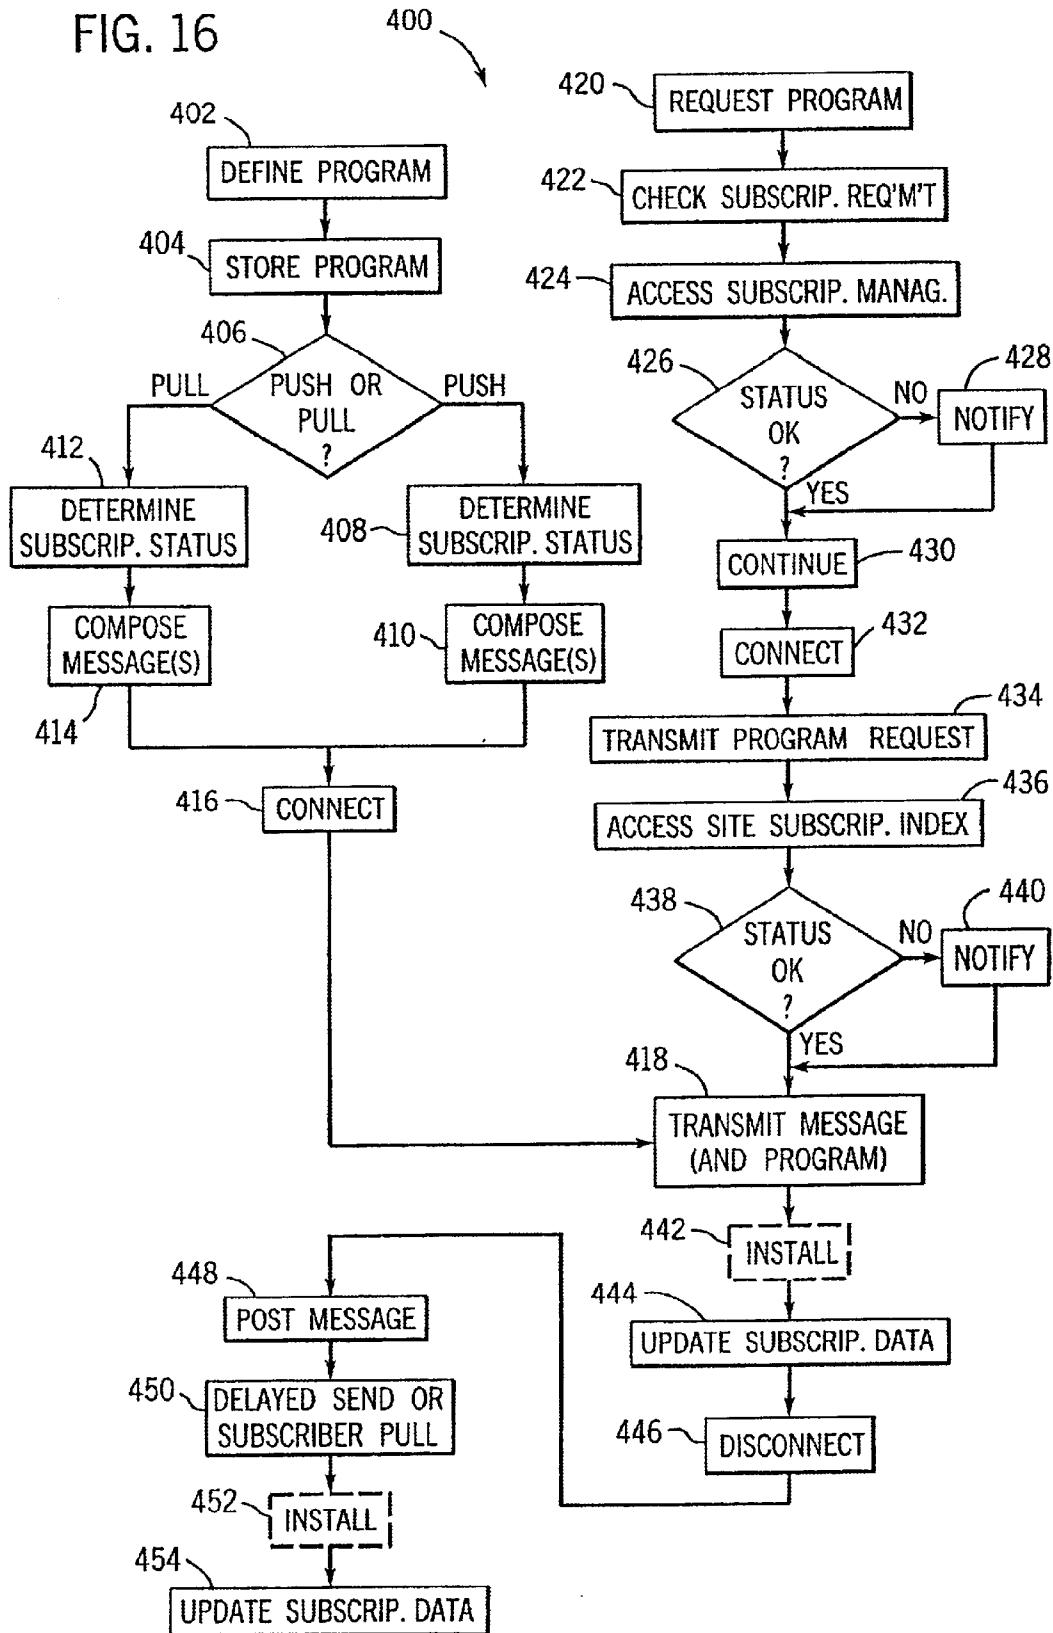 FIG. 16
400
402
DEFINE PROGRAM
404
STORE PROGRAM
406
PUSH OR
PULL
?
PULL
PUSH
412
DETERMINE
SUBSCRIP. STATUS
408
DETERMINE
SUBSCRIP. STATUS
COMPOSE
MESSAGE(S)
414
410
COMPOSE
MESSAGE(S)
416
CONNECT
420
REQUEST PROGRAM
422
CHECK SUBSCRIP. REQ'M'T
424
ACCESS SUBSCRIP. MANAG.
426
STATUS
OK
?
NO
428
NOTIFY
YES
CONTINUE
430
CONNECT
432
434
TRANSMIT PROGRAM REQUEST
436
ACCESS SITE SUBSCRIP. INDEX
438
STATUS
OK
?
NO
440
NOTIFY
YES
418
TRANSMIT MESSAGE
(AND PROGRAM)
442
INSTALL
444
UPDATE SUBSCRIP. DATA
446
DISCONNECT
448
POST MESSAGE
450
DELAYED SEND OR
SUBSCRIBER PULL
452
INSTALL
454
UPDATE SUBSCRIP. DATA